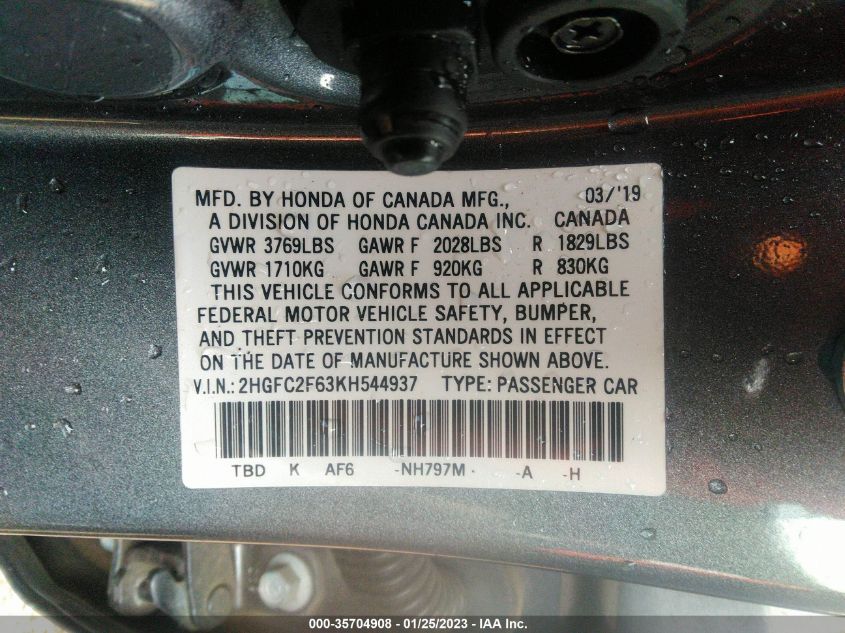 MFD. BY HONDA OF CANADA MFG., 03/'19
A DIVISION OF HONDA CANADA INC. CANADA
GVWR 3769LBS GAWR F 2028LBS R 1829LBS
GVWR 1710KG GAWR F 920KG R 830KG
THIS VEHICLE CONFORMS TO ALL APPLICABLE
FEDERAL MOTOR VEHICLE SAFETY, BUMPER,
AND THEFT PREVENTION STANDARDS IN EFFECT
ON THE DATE OF MANUFACTURE SHOWN ABOVE.
V.I.N.: 2HGFC2F63KH544937 TYPE: PASSENGER CAR
TBD K AF6 -NH797M- -A -H
000-35704908 - 01/25/2023 - IAA Inc.